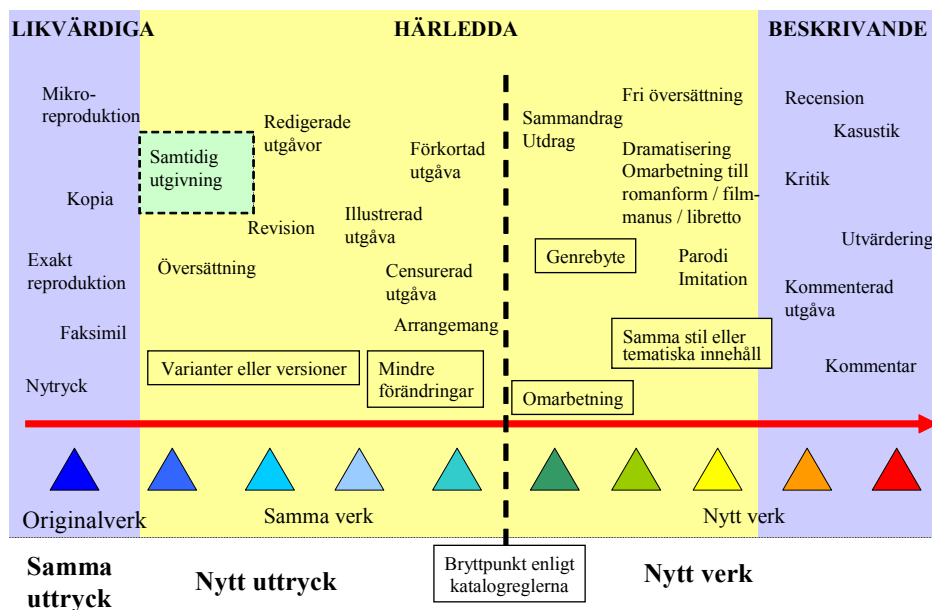 LIKVÄRDIGA
HÄRLEDDA
BESKRIVANDE
Mikro-
reproduktion
Kopia
Exakt
reproduktion
Faksimil
Nytryck
Samtidig
utgivning
Redigerade
utgåvor
Revision
Översättning
Förkortad
utgåva
Illustrerad
utgåva
Censurerad
utgåva
Arrangemang
Varianter eller versioner
Mindre
förändringar
Sammandrag
Utdrag
Fri översättning
Dramatisering
Omarbetning till
romanform / film-
manus / libretto
Genrebyte
Parodi
Imitation
Samma stil eller
tematiska innehåll
Omarbetning
Recension
Kasustik
Kritik
Utvärdering
Kommenterad
utgåva
Kommentar
Originalverk
Samma verk
Nytt verk
Samma
uttryck
Nytt uttryck
Bryttpunkt enligt
katalogreglerna
Nytt verk